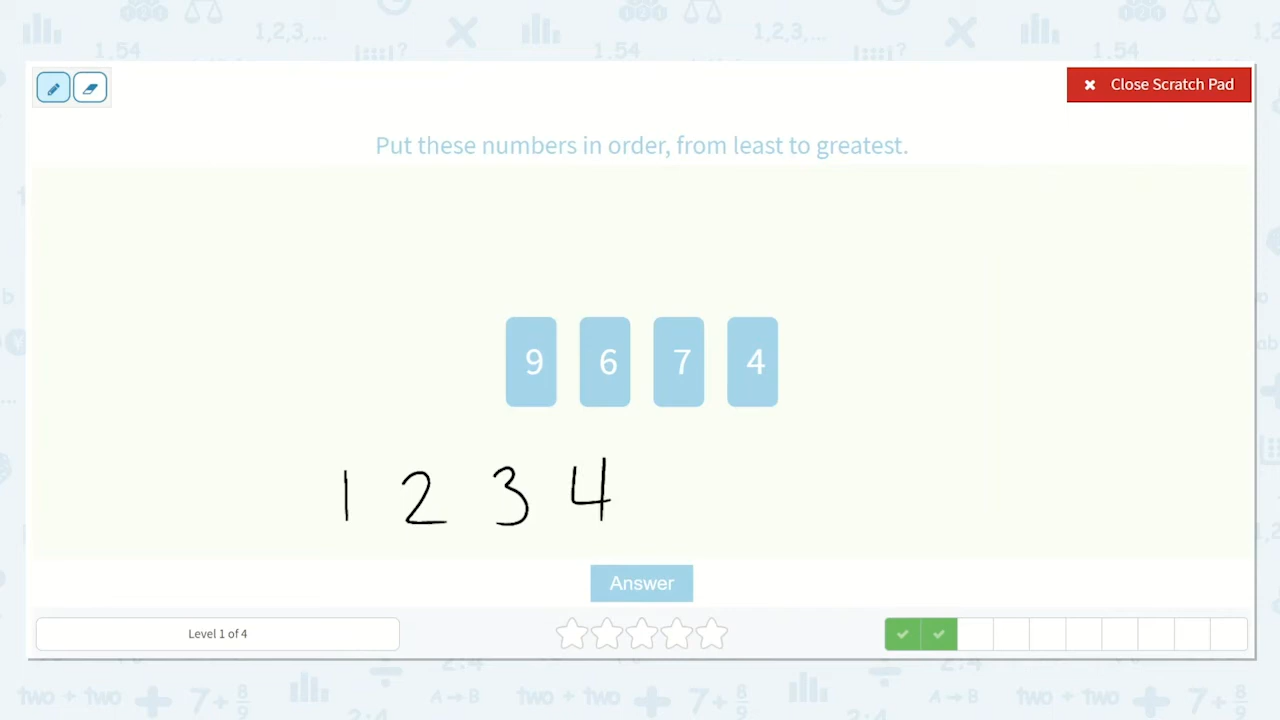 Close Scratch Pad
Put these numbers in order, from least to greatest.
9 6 7 4
1 2 3 4
Answer
Level 1 of 4